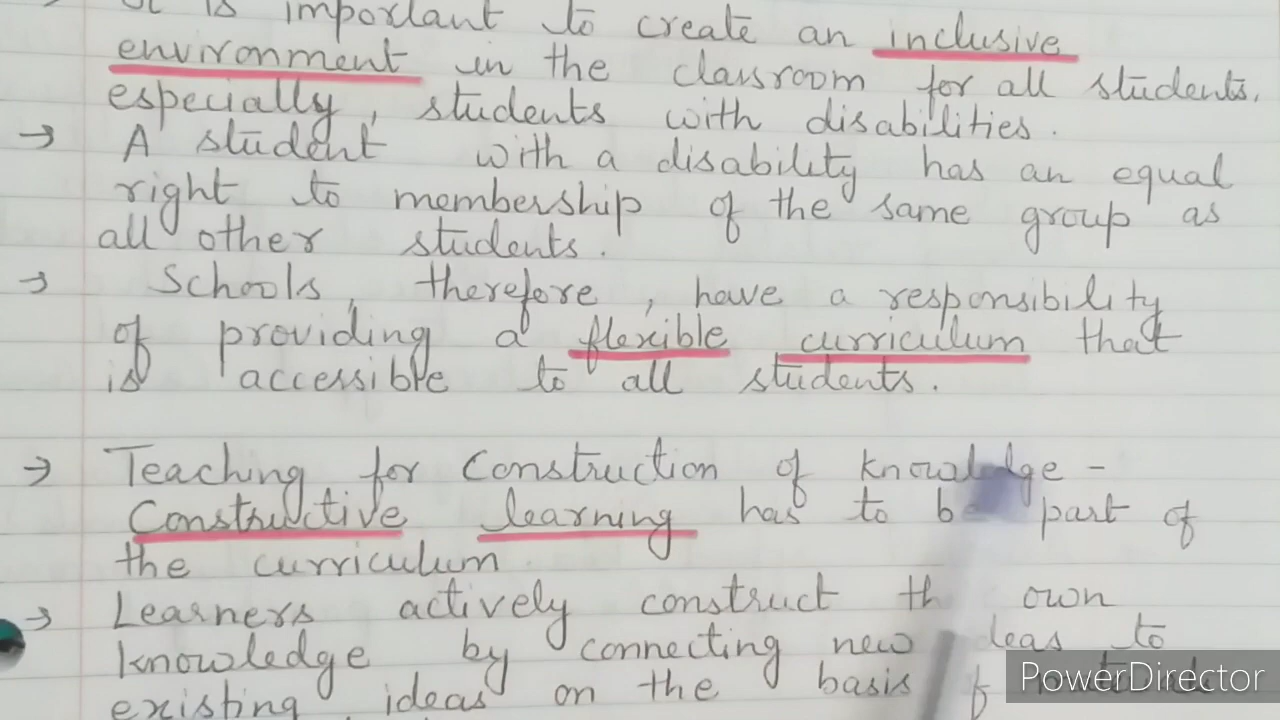 It is important to create an inclusive
environment in the classroom for all students.
especially, students with disabilities.
→ A student with a disability has an equal
right to membership of the same group as
all other students.
→ Schools, therefore, have a responsibility
of providing a flexible curriculum that
is accessible to all students.
→ Teaching for Construction of knowledge -
Constructive learning has to be part of
the curriculum
→ Learners actively construct own
knowledge by connecting new to
existing ideas on the basis
PowerDirector